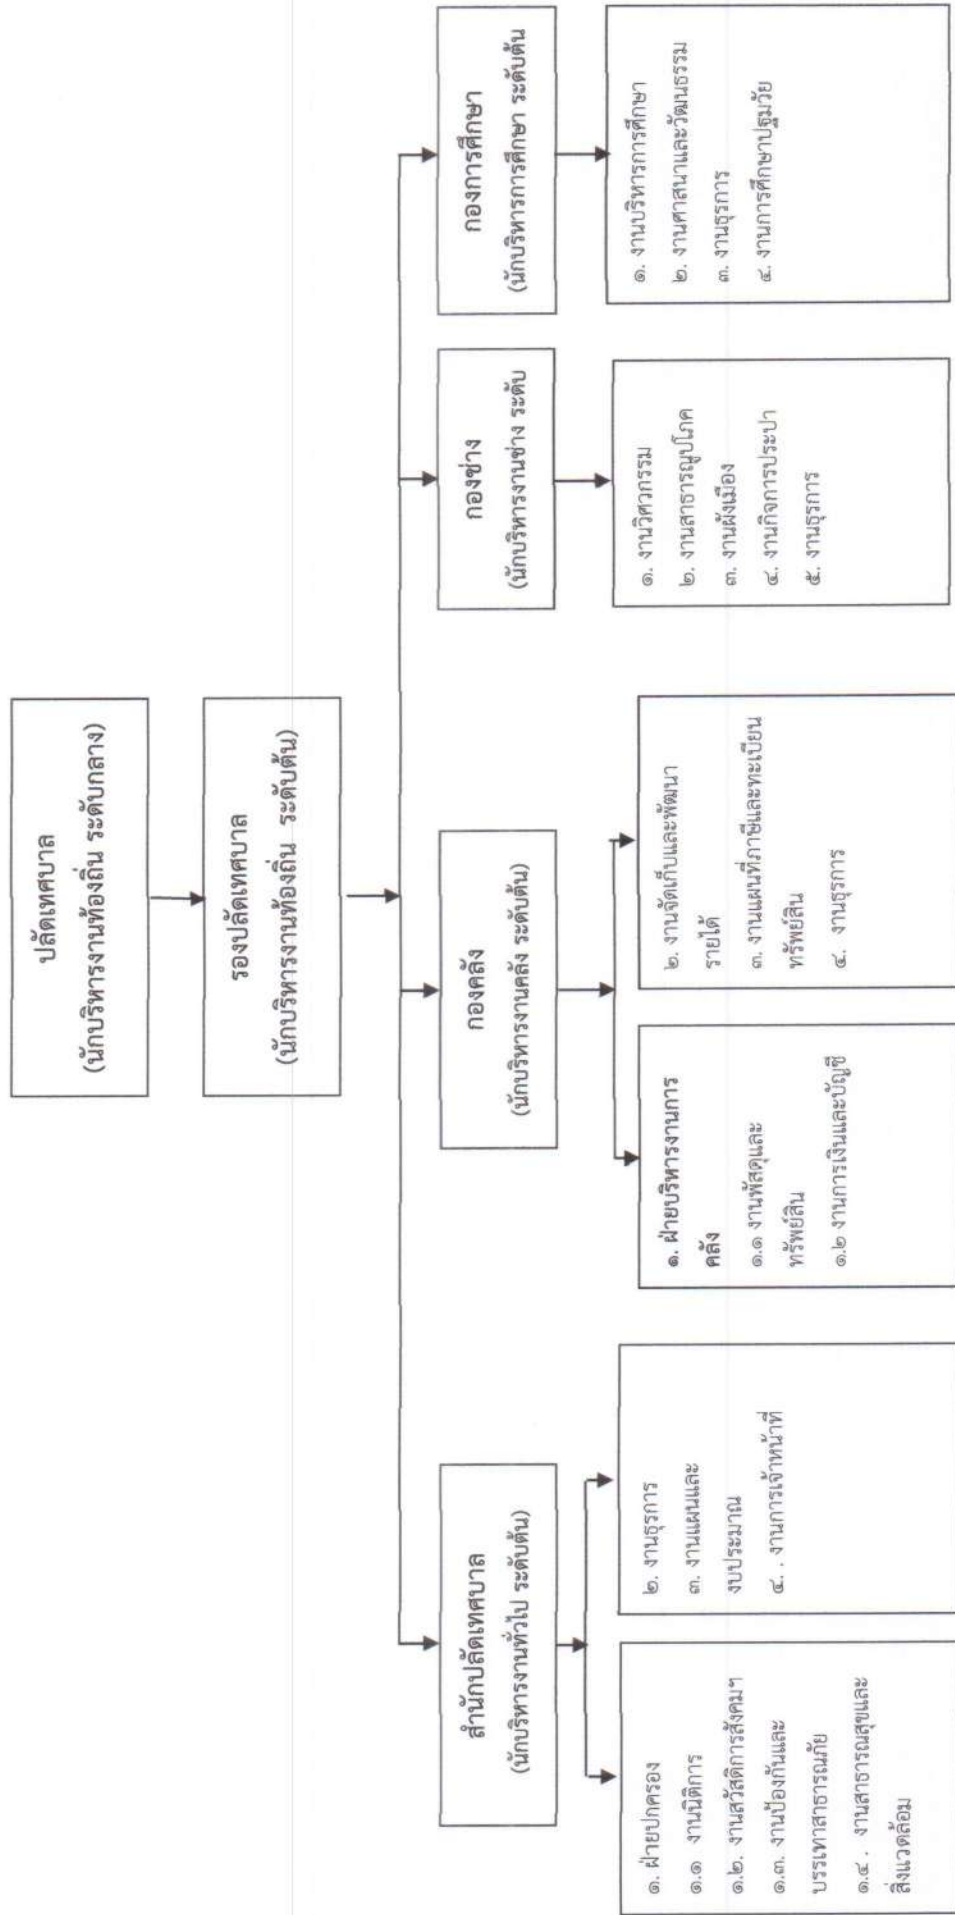 ปลัดเทศบาล
(นักบริหารงานท้องถิ่น ระดับกลาง)
รองปลัดเทศบาล
(นักบริหารงานท้องถิ่น ระดับต้น)
สำนักปลัดเทศบาล
(นักบริหารงานทั่วไป ระดับต้น)
กองคลัง
(นักบริหารงานคลัง ระดับต้น)
กองช่าง
(นักบริหารงานช่าง ระดับ
กองการศึกษา
(นักบริหารการศึกษา ระดับต้น
๑. ฝ่ายปกครอง
๑.๑ งานนิติการ
๑.๒. งานสวัสดิการสังคมฯ
๑.๓. งานป้องกันและ
บรรเทาสาธารณภัย
๑.๔ . งานสาธารณสุขและ
สิ่งแวดล้อม
๒. งานธุรการ
๓. งานแผนและ
งบประมาณ
๔. . งานการเจ้าหน้าที่
๑. ฝ่ายบริหารงานการ
คลัง
๑.๑ งานพัสดุและ
ทรัพย์สิน
๑.๒ งานการเงินและบัญชี
๒. งานจัดเก็บและพัฒนา
รายได้
๓. งานแผนที่ภาษีและทะเบียน
ทรัพย์สิน
๔. งานธุรการ
๑. งานวิศวกรรม
๒. งานสาธารณูปโภค
๓. งานผังเมือง
๔. งานกิจการประปา
๕. งานธุรการ
๑. งานบริหารการศึกษา
๒. งานศาสนาและวัฒนธรรม
๓. งานธุรการ
๔. งานการศึกษาปฐมวัย